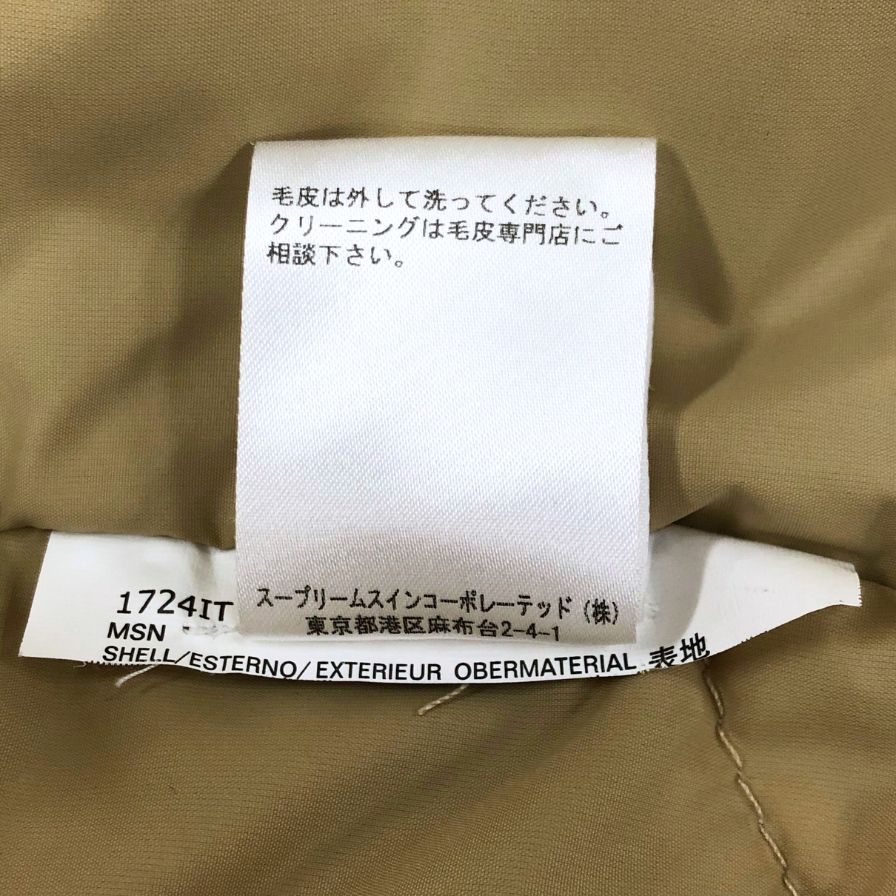 毛皮は外して洗ってください。
クリーニングは毛皮専門店にご
相談下さい。
スープリームスインコーポレーテッド(株)
東京都港区麻布台2-4-1
1724IT
MSN
SHELL/ESTERNO/EXTERIEUR OBERMATERIAL 表地